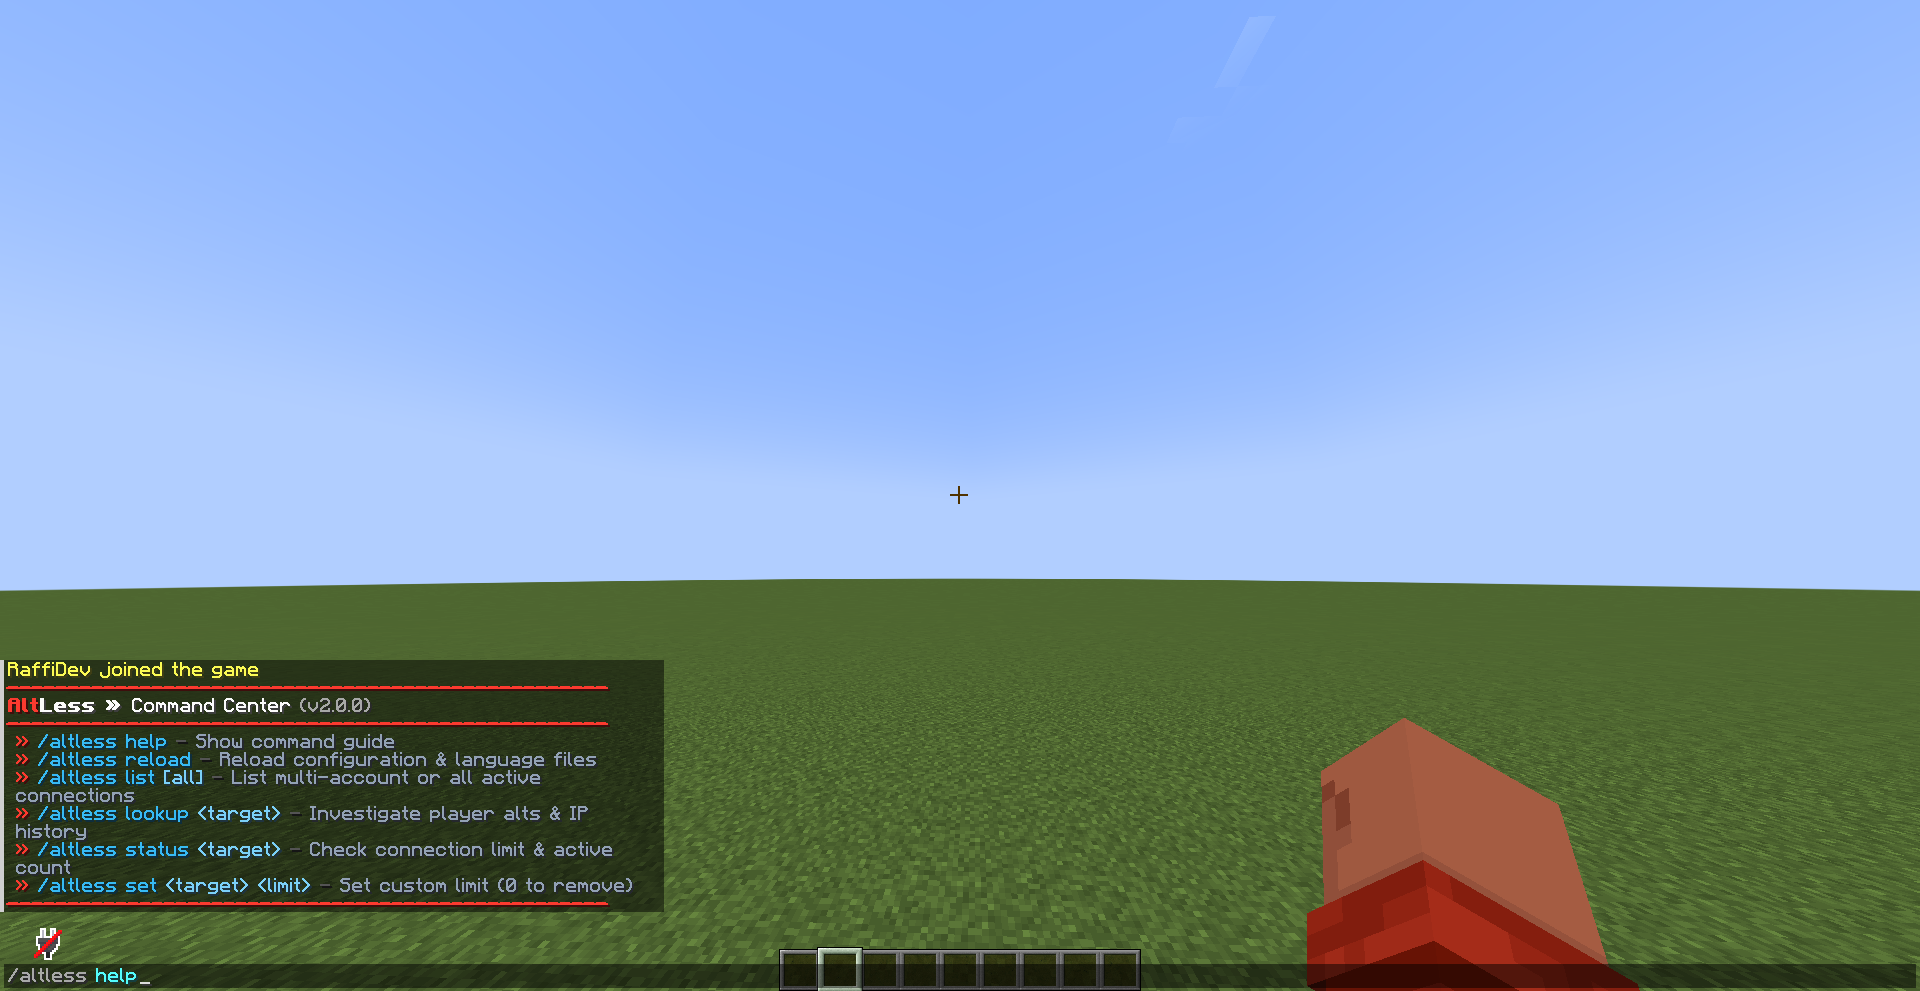 RaffiDev joined the game
AltLess » Command Center (v2.0.0)
» /altless help – Show command guide
» /altless reload – Reload configuration & language files
» /altless list [all] – List multi-account or all active
connections
» /altless lookup <target> – Investigate player alts & IP
history
» /altless status <target> – Check connection limit & active
count
» /altless set <target> <limit> – Set custom limit (0 to remove)
/altless help_